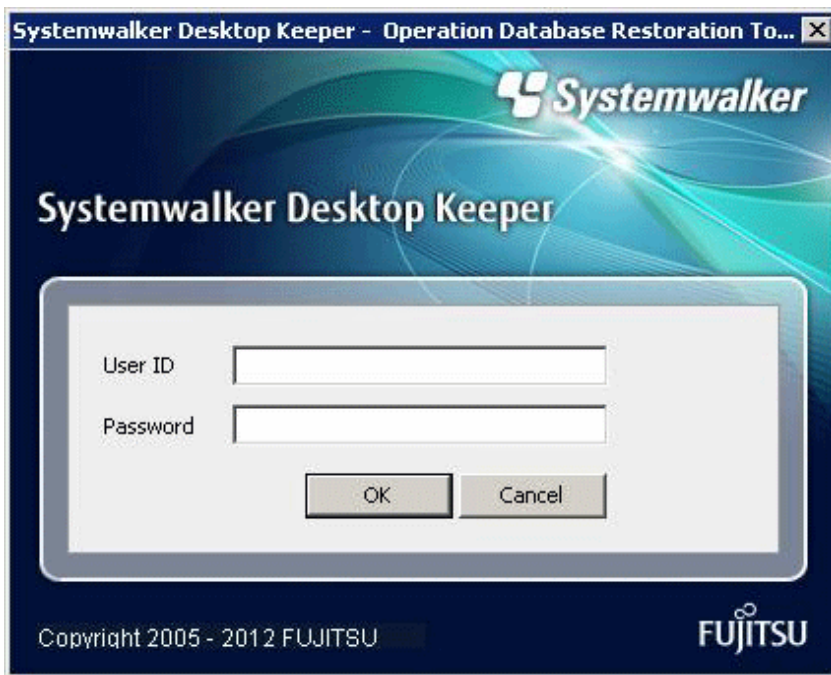 Systemwalker Desktop Keeper - Operation Database Restoration To...
Systemwalker
Systemwalker Desktop Keeper
User ID
Password
OK Cancel
Copyright 2005 - 2012 FUJITSU
FUJITSU